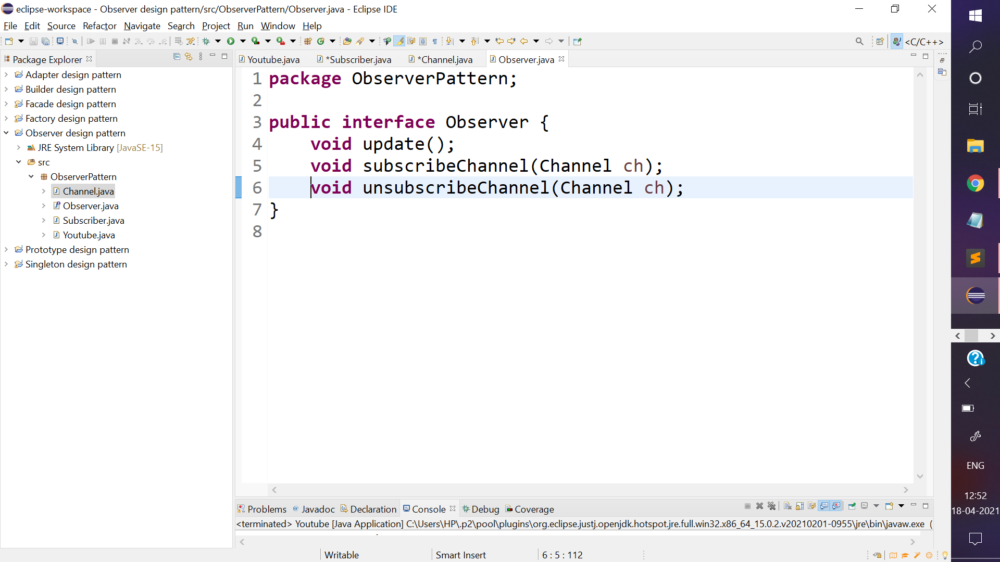 eclipse-workspace - Observer design pattern/src/ObserverPattern/Observer.java - Eclipse IDE
File Edit Source Refactor Navigate Search Project Run Window Help
<C/C++>
Package Explorer
Youtube.java *Subscriber.java *Channel.java Observer.java
Adapter design pattern
Builder design pattern
Facade design pattern
Factory design pattern
Observer design pattern
JRE System Library [JavaSE-15]
src
ObserverPattern
Channel.java
Observer.java
Subscriber.java
Youtube.java
Prototype design pattern
Singleton design pattern
1 package ObserverPattern;
2
3 public interface Observer {
4 void update();
5 void subscribeChannel(Channel ch);
6 void unsubscribeChannel(Channel ch);
7 }
8
Problems @ Javadoc Declaration Console Debug Coverage
<terminated> Youtube [Java Application] C:\Users\HP\.p2\pool\plugins\org.eclipse.justj.openjdk.hotspot.jre.full.win32.x86_64_15.0.2.v20210201-0955\jre\bin\javaw.exe (
Writable Smart Insert 6 : 5 : 112
ENG
12:52
18-04-2021